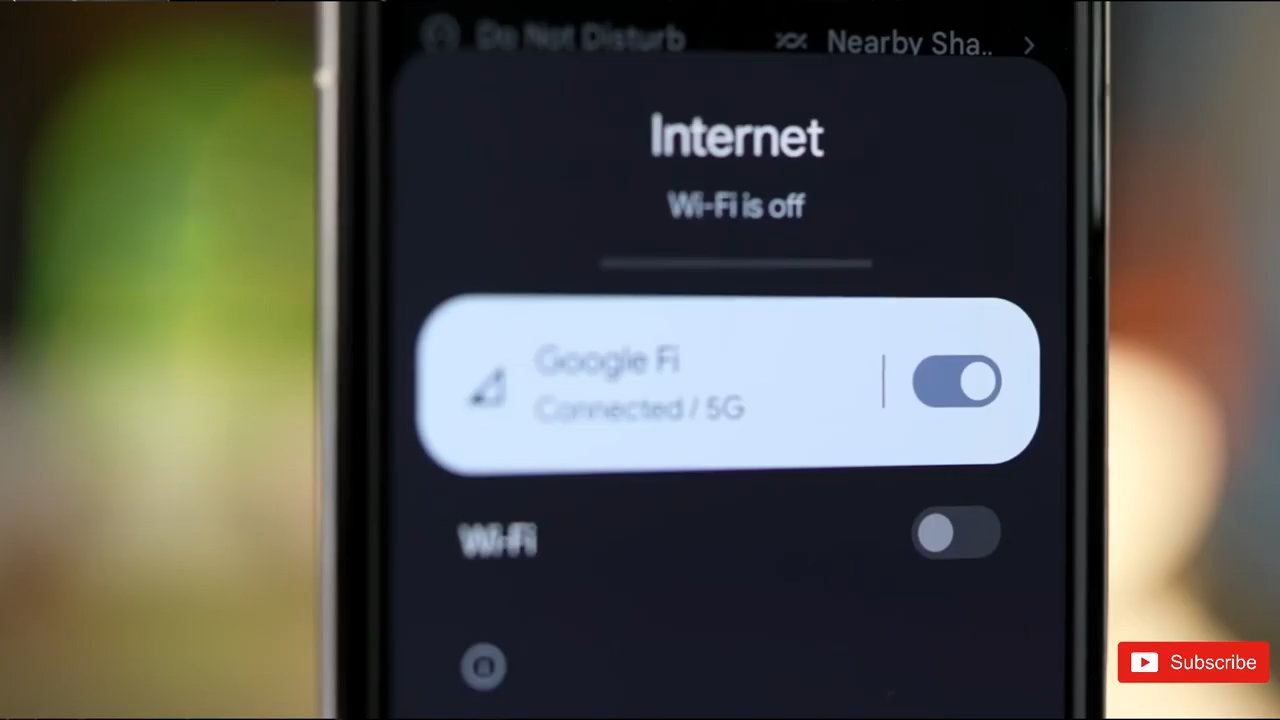 Do Not Disturb
Nearby Sha..
Internet
Wi-Fi is off
Google Fi
Connected / 5G
Wi-Fi
Subscribe